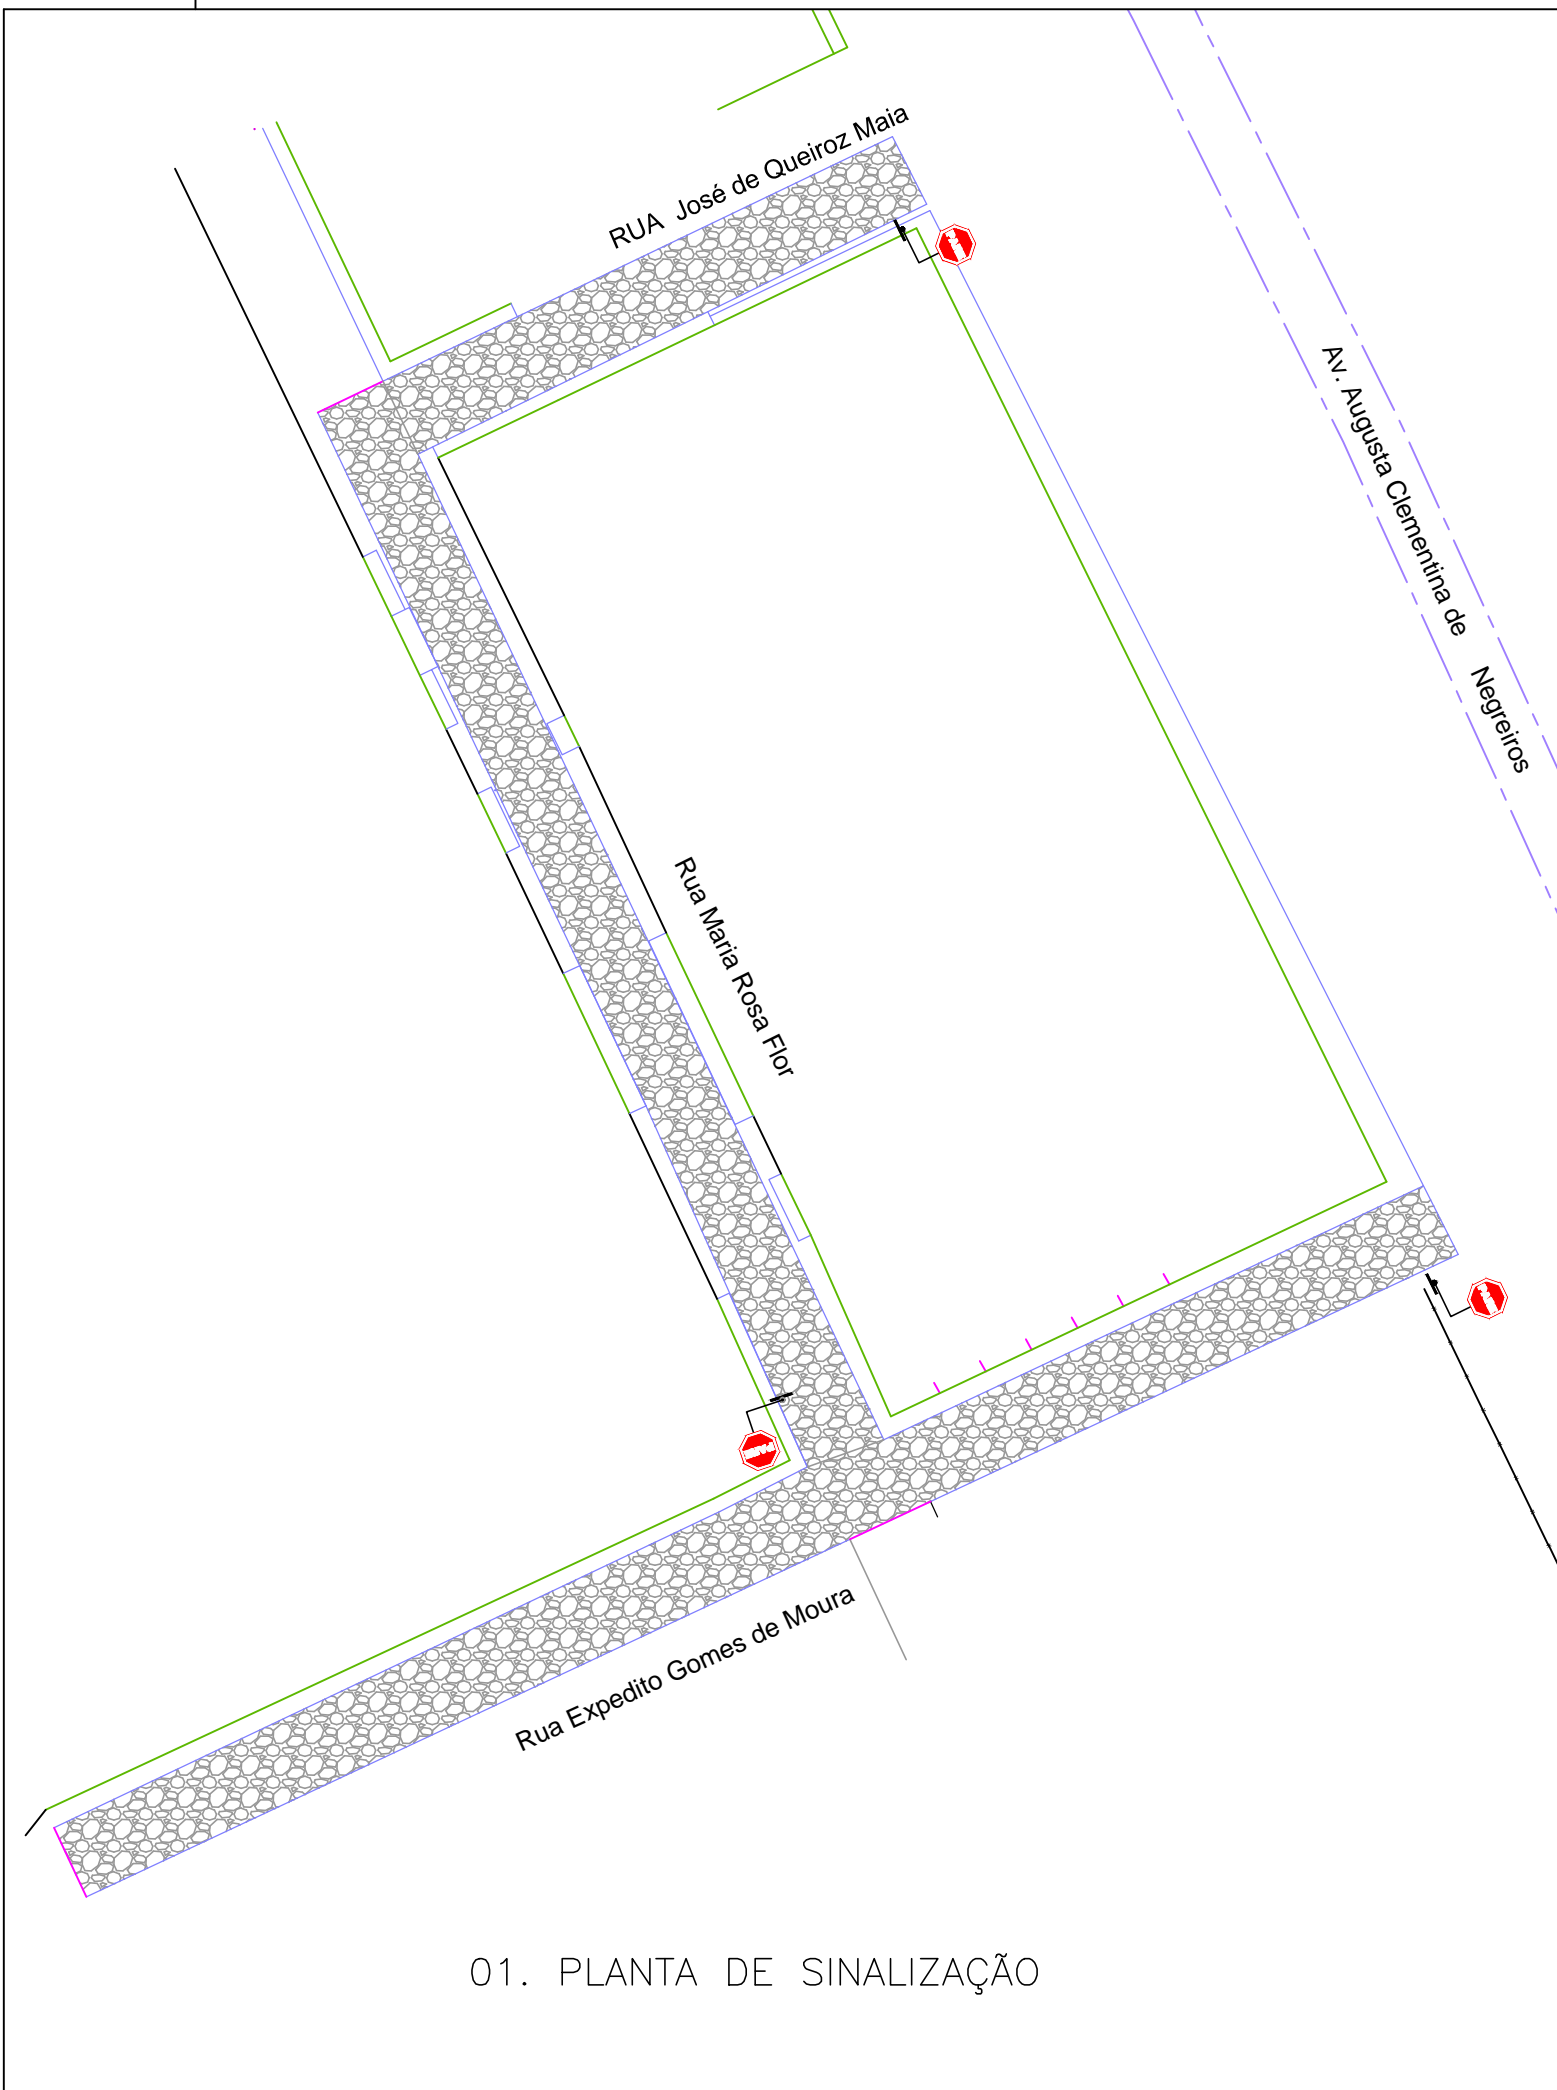 RUA José de Queiroz Maia
Av. Augusta Clementina de Negreiros
Rua Maria Rosa Flor
Rua Expedito Gomes de Moura
01. PLANTA DE SINALIZAÇÃO